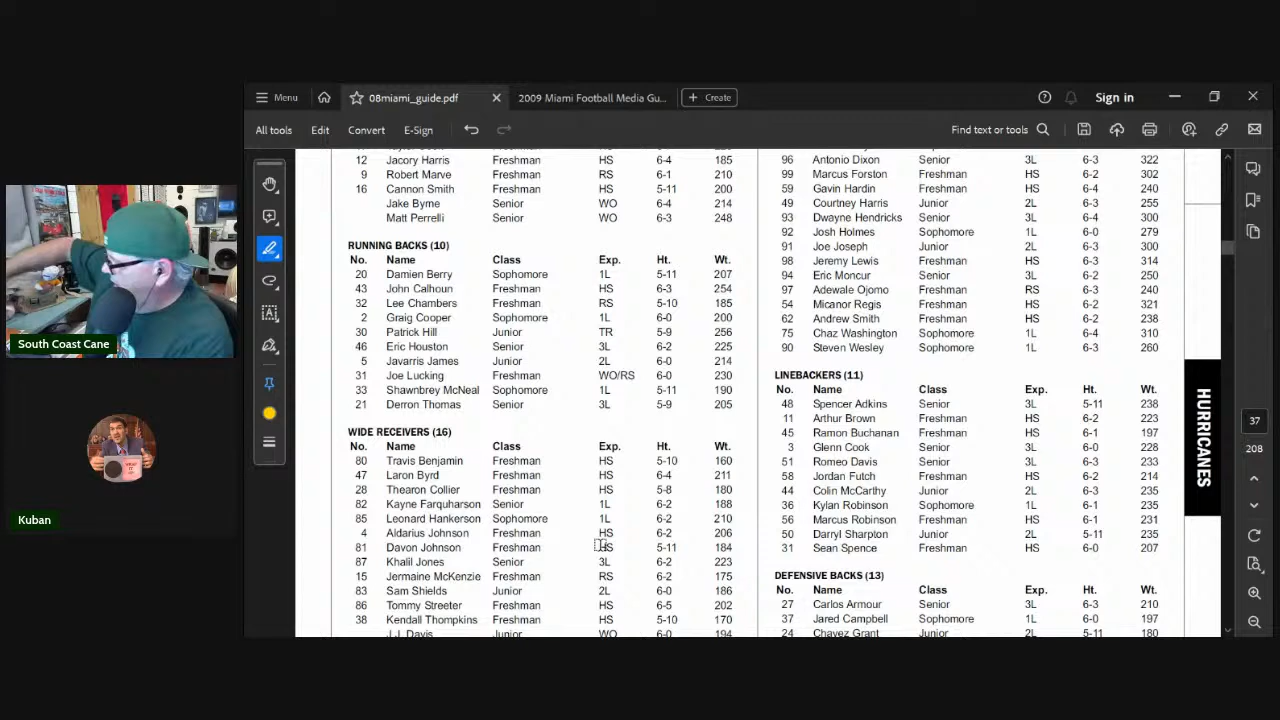 Menu
08miami_guide.pdf
2009 Miami Football Media Gu...
Create
Sign in
All tools
Edit
Convert
E-Sign
Find text or tools
12 Jacory Harris Freshman HS 6-4 185
9 Robert Marve Freshman RS 6-1 210
16 Cannon Smith Freshman HS 5-11 200
Jake Byrne Senior WO 6-4 214
Matt Perrelli Senior WO 6-3 248
RUNNING BACKS (10)
No. Name Class Exp. Ht. Wt.
20 Damien Berry Sophomore 1L 5-11 207
43 John Calhoun Freshman HS 6-3 254
32 Lee Chambers Freshman RS 5-10 185
2 Graig Cooper Sophomore 1L 6-0 200
30 Patrick Hill Junior TR 5-9 256
46 Eric Houston Senior 3L 6-2 225
5 Javarris James Junior 2L 6-0 214
31 Joe Lucking Freshman WO/RS 6-0 230
33 Shawnbrey McNeal Sophomore 1L 5-11 190
21 Derron Thomas Senior 3L 5-9 205
WIDE RECEIVERS (16)
No. Name Class Exp. Ht. Wt.
80 Travis Benjamin Freshman HS 5-10 160
47 Laron Byrd Freshman HS 6-4 211
28 Thearon Collier Freshman HS 5-8 180
82 Kayne Farquharson Senior 1L 6-2 188
85 Leonard Hankerson Sophomore 1L 6-2 210
4 Aldarius Johnson Freshman HS 6-2 206
81 Davon Johnson Freshman HS 5-11 184
87 Khalil Jones Senior 3L 6-2 223
15 Jermaine McKenzie Freshman RS 6-2 175
83 Sam Shields Junior 2L 6-0 186
86 Tommy Streeter Freshman HS 6-5 202
38 Kendall Thompkins Freshman HS 5-10 170
J.J. Davis Junior WO 6-0 194
96 Antonio Dixon Senior 3L 6-3 322
99 Marcus Forston Freshman HS 6-2 302
59 Gavin Hardin Freshman HS 6-4 240
49 Courtney Harris Junior 2L 6-3 255
93 Dwayne Hendricks Senior 3L 6-4 300
92 Josh Holmes Senior 1L 6-0 279
91 Joe Joseph Junior 2L 6-3 300
98 Jeremy Lewis Freshman HS 6-3 314
94 Eric Moncur Senior 3L 6-2 250
97 Adewale Ojomo Freshman RS 6-3 240
54 Micanor Regis Freshman HS 6-2 321
62 Andrew Smith Freshman HS 6-2 238
75 Chaz Washington Sophomore 1L 6-4 310
90 Steven Wesley Sophomore 1L 6-3 260
LINEBACKERS (11)
No. Name Class Exp. Ht. Wt.
48 Spencer Adkins Senior 3L 5-11 238
11 Arthur Brown Freshman HS 6-2 223
45 Ramon Buchanan Freshman HS 6-1 197
3 Glenn Cook Senior 3L 6-0 228
51 Romeo Davis Senior 3L 6-3 233
58 Jordan Futch Freshman HS 6-2 214
44 Colin McCarthy Junior 2L 6-3 235
36 Kylan Robinson Sophomore 1L 6-1 235
56 Marcus Robinson Freshman HS 6-1 231
50 Darryl Sharpton Junior 2L 5-11 235
31 Sean Spence Freshman HS 6-0 207
DEFENSIVE BACKS (13)
No. Name Class Exp. Ht. Wt.
27 Carlos Armour Senior 3L 6-3 210
37 Jared Campbell Sophomore 1L 6-0 197
24 Chavez Grant Junior 2L 5-11 180
HURRICANES
37
208
South Coast Cane
Kuban